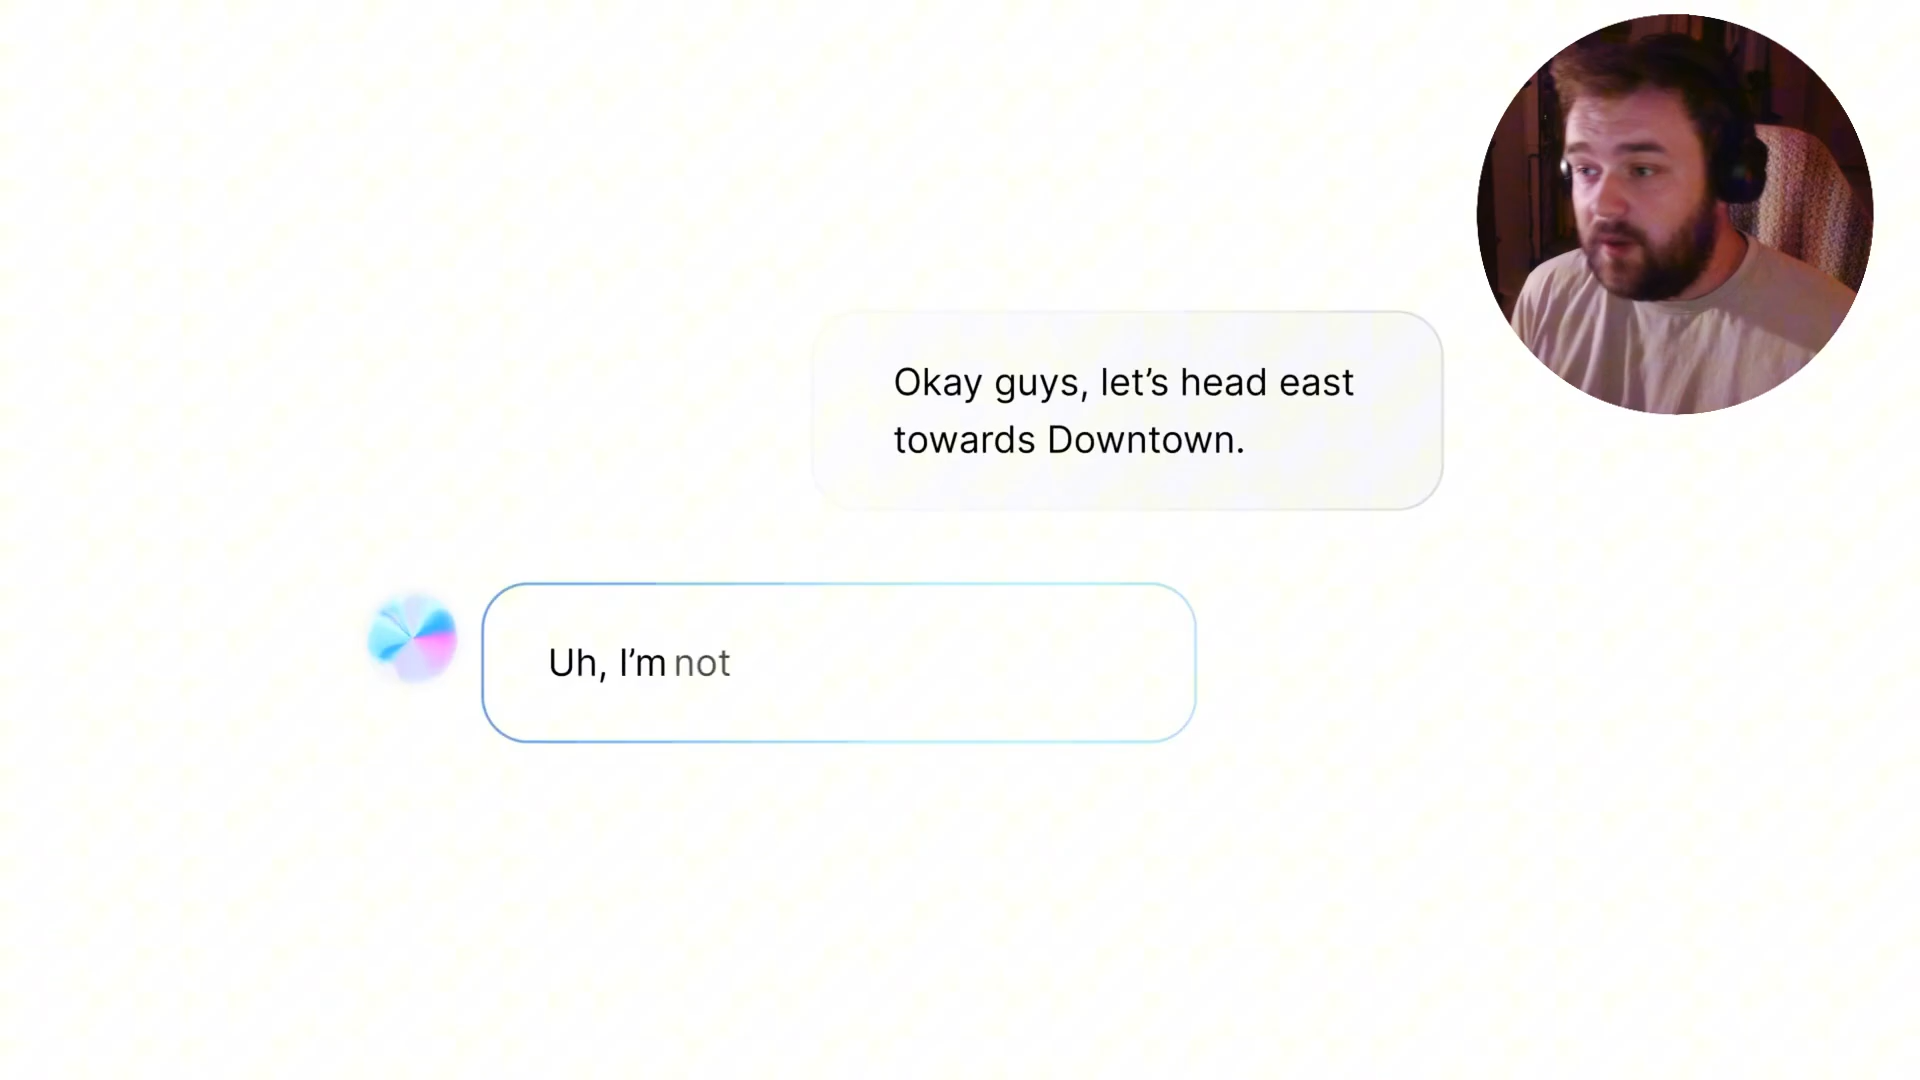 Okay guys, let’s head east
towards Downtown.
Uh, I’m not